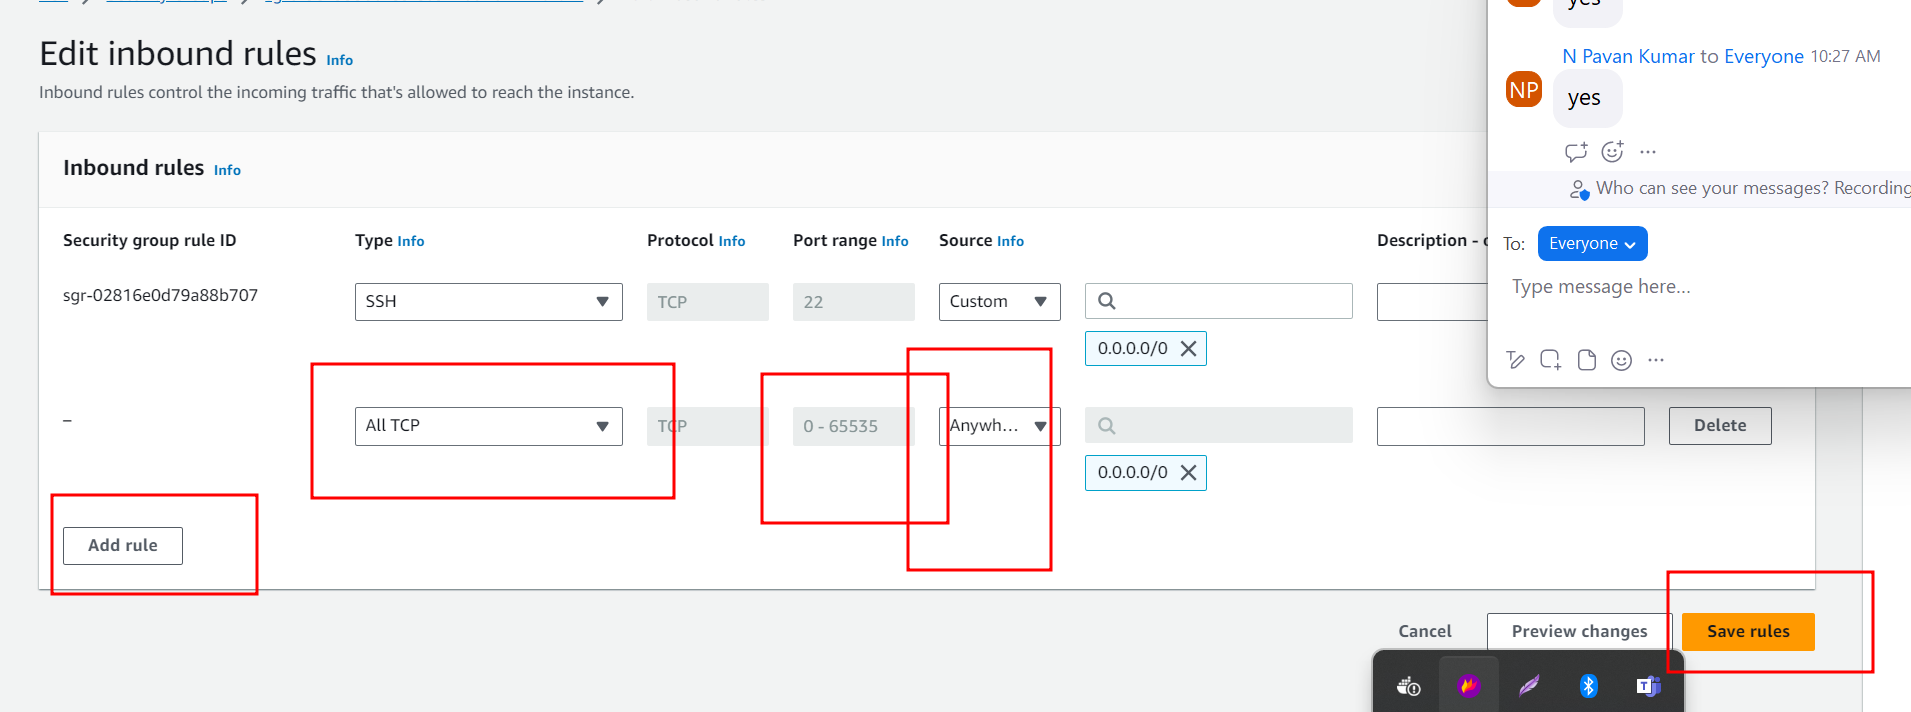 Edit inbound rules Info
Inbound rules control the incoming traffic that's allowed to reach the instance.
Inbound rules Info
Security group rule ID
Type Info
Protocol Info
Port range Info
Source Info
Description -
sgr-02816e0d79a88b707
SSH
TCP
22
Custom
0.0.0.0/0
–
All TCP
TCP
0 - 65535
Anywh...
0.0.0.0/0
Delete
Add rule
Cancel
Preview changes
Save rules
yes
N Pavan Kumar to Everyone 10:27 AM
NP
yes
Who can see your messages? Recording
To: Everyone
Type message here...